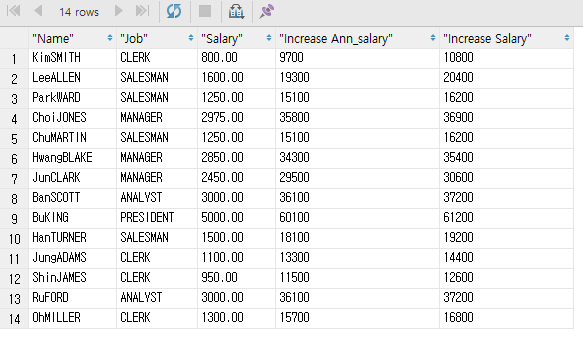 14 rows
"Name" "Job" "Salary" "Increase Ann_salary" "Increase Salary"
1 KimSMITH CLERK 800.00 9700 10800
2 LeeALLEN SALESMAN 1600.00 19300 20400
3 ParkWARD SALESMAN 1250.00 15100 16200
4 ChoiJONES MANAGER 2975.00 35800 36900
5 ChuMARTIN SALESMAN 1250.00 15100 16200
6 HwangBLAKE MANAGER 2850.00 34300 35400
7 JunCLARK MANAGER 2450.00 29500 30600
8 BanSCOTT ANALYST 3000.00 36100 37200
9 BuKING PRESIDENT 5000.00 60100 61200
10 HanTURNER SALESMAN 1500.00 18100 19200
11 JungADAMS CLERK 1100.00 13300 14400
12 ShinJAMES CLERK 950.00 11500 12600
13 RuFORD ANALYST 3000.00 36100 37200
14 OhMILLER CLERK 1300.00 15700 16800